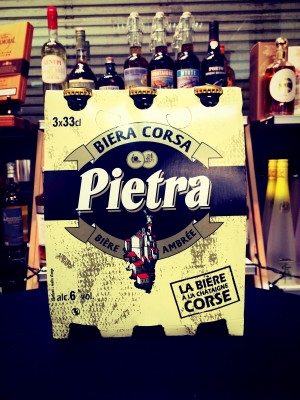 3x33cl
BIERA CORSA
Pietra
BIÈRE AMBRÉE
LA BIÈRE
À LA CHÂTAIGNE
CORSE
alc.6 %vol